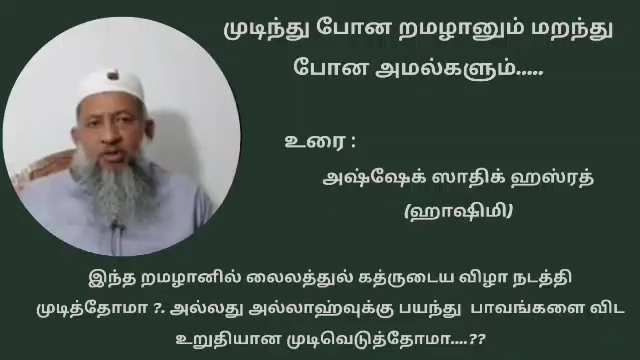 முடிந்து போன றமழானும் மறந்து
போன அமல்களும்.....
உரை :
அஷ்ஷேக் ஸாதிக் ஹஸ்ரத்
(ஹாஷிமி)
இந்த றமழானில் லைலத்துல் கத்ருடைய விழா நடத்தி
முடித்தோமா ?. அல்லது அல்லாஹ்வுக்கு பயந்து பாவங்களை விட
உறுதியான முடிவெடுத்தோமா....??